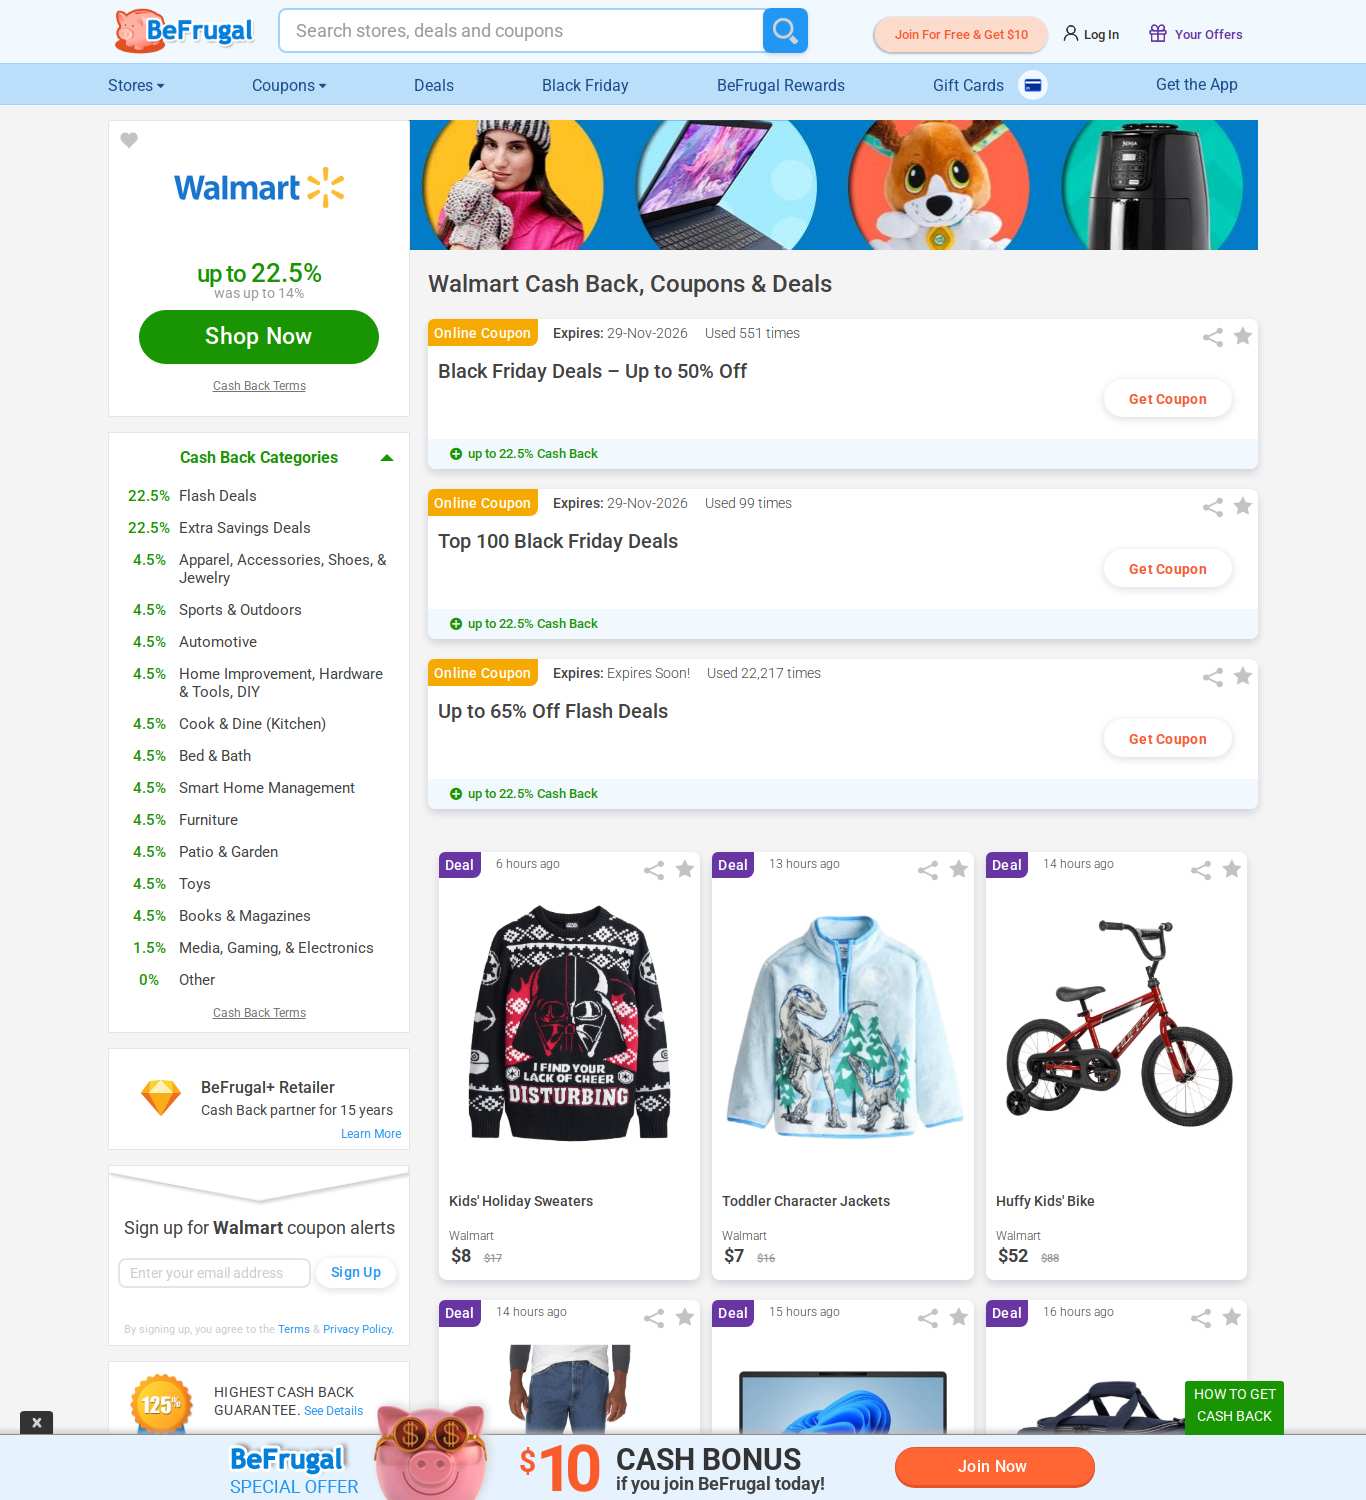 BeFrugal
Search stores, deals and coupons
Join For Free & Get $10
Log In
Your Offers
Stores
Coupons
Deals
Black Friday
BeFrugal Rewards
Gift Cards
Get the App
Walmart
up to 22.5%
was up to 14%
Shop Now
Cash Back Terms
Cash Back Categories
22.5% Flash Deals
22.5% Extra Savings Deals
4.5% Apparel, Accessories, Shoes, &
Jewelry
4.5% Sports & Outdoors
4.5% Automotive
4.5% Home Improvement, Hardware
& Tools, DIY
4.5% Cook & Dine (Kitchen)
4.5% Bed & Bath
4.5% Smart Home Management
4.5% Furniture
4.5% Patio & Garden
4.5% Toys
4.5% Books & Magazines
1.5% Media, Gaming, & Electronics
0% Other
Cash Back Terms
BeFrugal+ Retailer
Cash Back partner for 15 years
Learn More
Sign up for Walmart coupon alerts
Enter your email address
Sign Up
By signing up, you agree to the Terms & Privacy Policy.
125%
HIGHEST CASH BACK
GUARANTEE. See Details
NINJA
Walmart Cash Back, Coupons & Deals
Online Coupon Expires: 29-Nov-2026 Used 551 times
Black Friday Deals – Up to 50% Off
Get Coupon
up to 22.5% Cash Back
Online Coupon Expires: 29-Nov-2026 Used 99 times
Top 100 Black Friday Deals
Get Coupon
up to 22.5% Cash Back
Online Coupon Expires: Expires Soon! Used 22,217 times
Up to 65% Off Flash Deals
Get Coupon
up to 22.5% Cash Back
Deal 6 hours ago
I FIND YOUR
LACK OF CHEER
DISTURBING
Kids' Holiday Sweaters
Walmart
$8 $17
Deal 13 hours ago
Toddler Character Jackets
Walmart
$7 $16
Deal 14 hours ago
HUFFY
Huffy Kids' Bike
Walmart
$52 $88
Deal 14 hours ago
Deal 15 hours ago
Deal 16 hours ago
HOW TO GET
CASH BACK
x
BeFrugal
SPECIAL OFFER
$10
CASH BONUS
if you join BeFrugal today!
Join Now